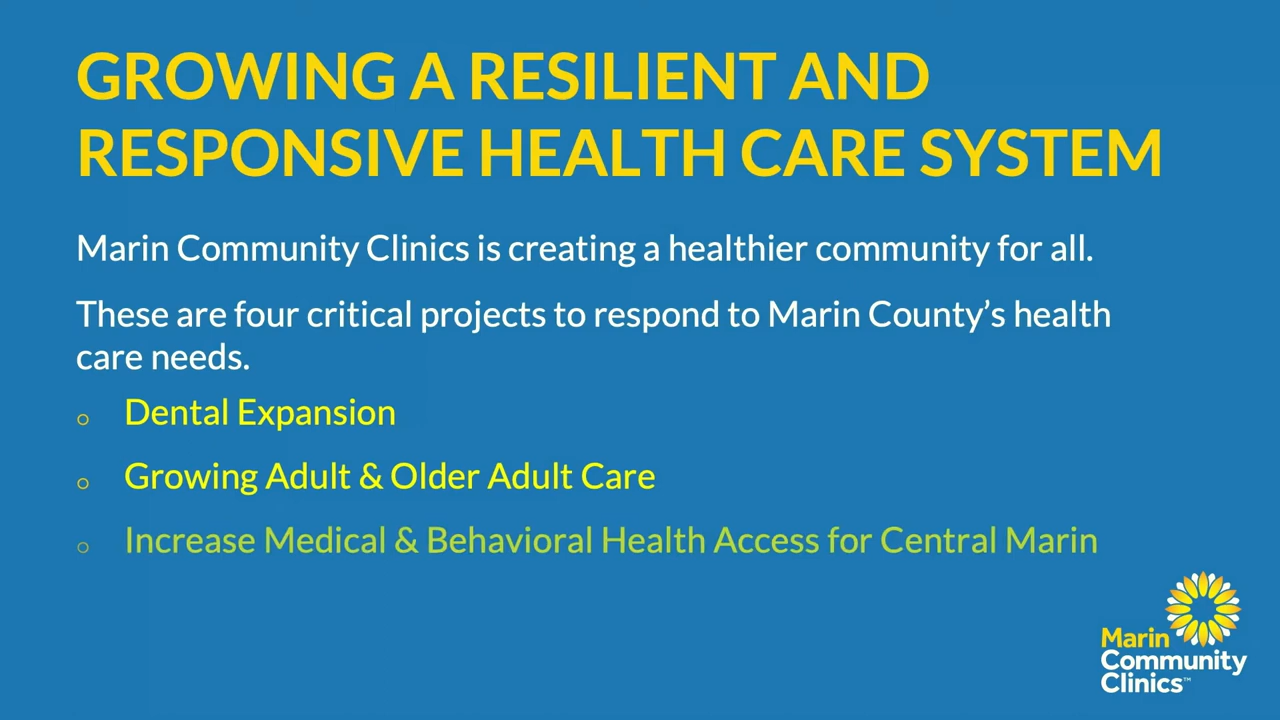 GROWING A RESILIENT AND
RESPONSIVE HEALTH CARE SYSTEM
Marin Community Clinics is creating a healthier community for all.
These are four critical projects to respond to Marin County’s health
care needs.
o Dental Expansion
o Growing Adult & Older Adult Care
o Increase Medical & Behavioral Health Access for Central Marin
Marin
Community
Clinics™